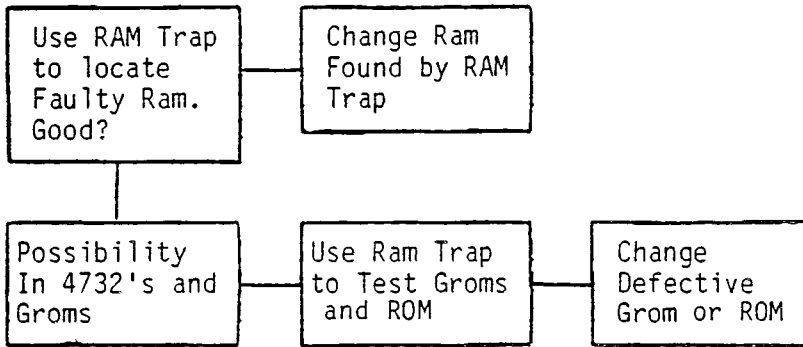 Use RAM Trap
to locate
Faulty Ram.
Good?
Change Ram
Found by RAM
Trap
Possibility
In 4732's and
Groms
Use Ram Trap
to Test Groms
and ROM
Change
Defective
Grom or ROM